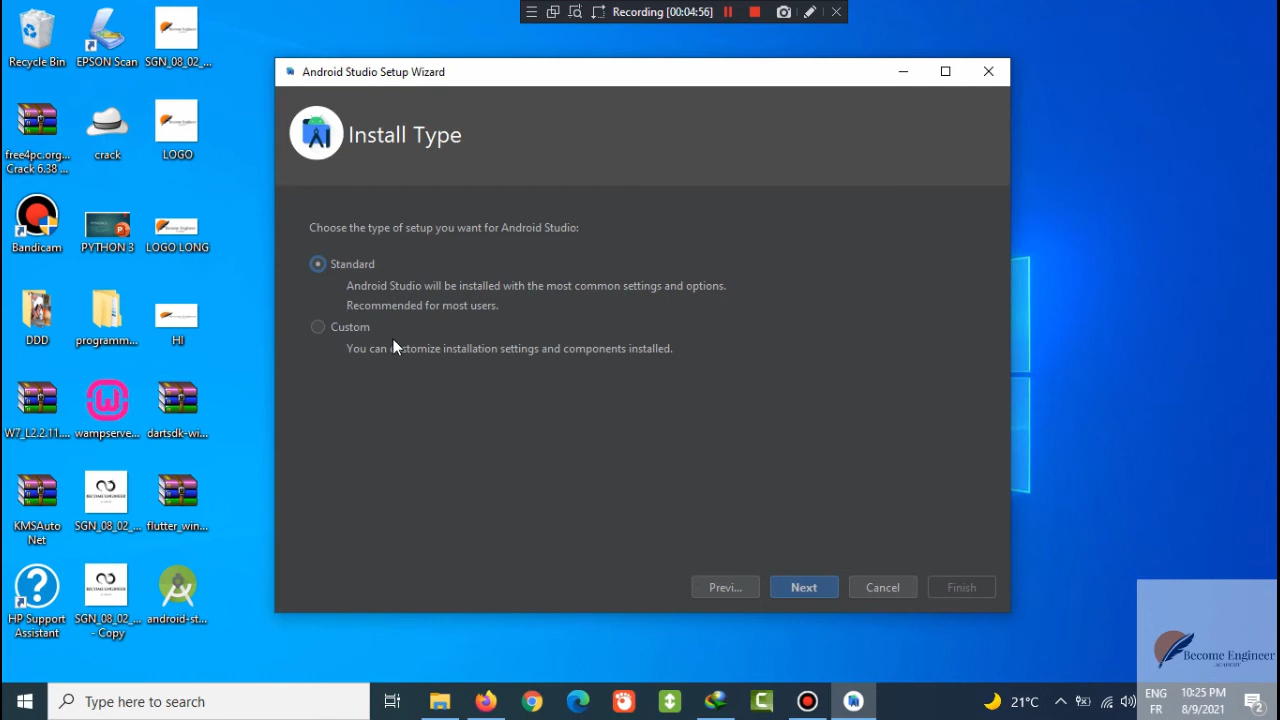 Recording [00:04:56]
Recycle Bin
EPSON Scan
SGN_08_02_...
free4pc.org...
Crack 6.38 ...
crack
LOGO
Bandicam
PYTHON 3
LOGO LONG
DDD
programm...
HI
W7_L2.2.11....
wampserve...
dartsdk-wi...
KMSAuto
Net
SGN_08_02_...
flutter_win...
HP Support
Assistant
SGN_08_02_...
- Copy
android-st...
Android Studio Setup Wizard
Install Type
Choose the type of setup you want for Android Studio:
Standard
Android Studio will be installed with the most common settings and options.
Recommended for most users.
Custom
You can customize installation settings and components installed.
Previ...
Next
Cancel
Finish
Become Engineer
ACADEMY
Type here to search
21°C
ENG
FR
10:25 PM
8/9/2021
2